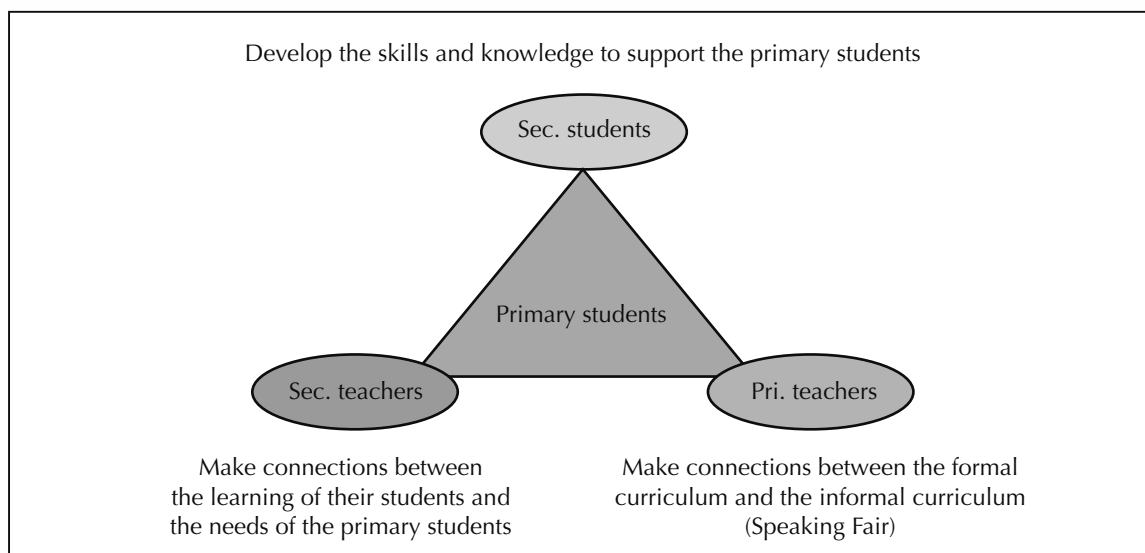 Develop the skills and knowledge to support the primary students
Sec. students
Primary students
Sec. teachers
Pri. teachers
Make connections between
the learning of their students and
the needs of the primary students
Make connections between the formal
curriculum and the informal curriculum
(Speaking Fair)